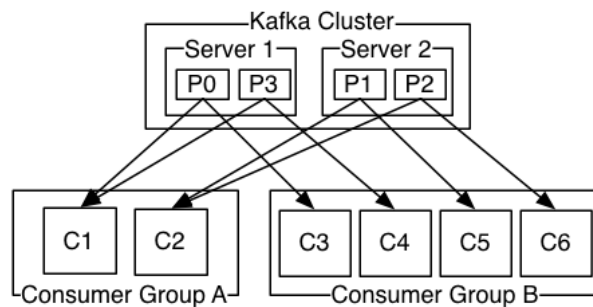 Kafka Cluster
Server 1
Server 2
P0
P3
P1
P2
C1
C2
C3
C4
C5
C6
Consumer Group A
Consumer Group B